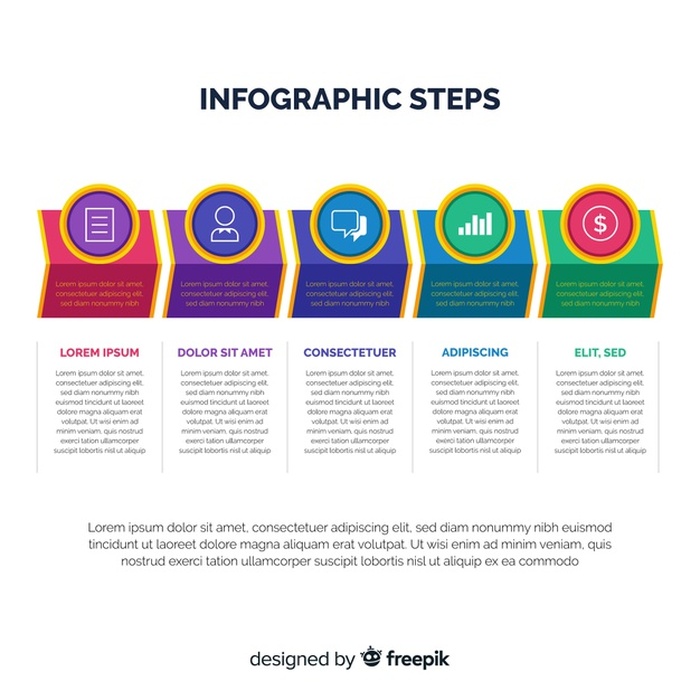 INFOGRAPHIC STEPS
Lorem ipsum dolor sit amet,
consectetuer adipiscing elit,
sed diam nonummy nibh
Lorem ipsum dolor sit amet,
consectetuer adipiscing elit,
sed diam nonummy nibh
Lorem ipsum dolor sit amet,
consectetuer adipiscing elit,
sed diam nonummy nibh
Lorem ipsum dolor sit amet,
consectetuer adipiscing elit,
sed diam nonummy nibh
$
Lorem ipsum dolor sit amet,
consectetuer adipiscing elit,
sed diam nonummy nibh
LOREM IPSUM
Lorem ipsum dolor sit amet,
consectetuer adipiscing elit,
sed diam nonummy nibh
euismod tincidunt ut laoreet
dolore magna aliquam erat
volutpat. Ut wisi enim ad
minim veniam, quis nostrud
exerci tation ullamcorper
suscipit lobortis nisl ut aliquip
DOLOR SIT AMET
Lorem ipsum dolor sit amet,
consectetuer adipiscing elit,
sed diam nonummy nibh
euismod tincidunt ut laoreet
dolore magna aliquam erat
volutpat. Ut wisi enim ad
minim veniam, quis nostrud
exerci tation ullamcorper
suscipit lobortis nisl ut aliquip
CONSECTETUER
Lorem ipsum dolor sit amet,
consectetuer adipiscing elit,
sed diam nonummy nibh
euismod tincidunt ut laoreet
dolore magna aliquam erat
volutpat. Ut wisi enim ad
minim veniam, quis nostrud
exerci tation ullamcorper
suscipit lobortis nisl ut aliquip
ADIPISCING
Lorem ipsum dolor sit amet,
consectetuer adipiscing elit,
sed diam nonummy nibh
euismod tincidunt ut laoreet
dolore magna aliquam erat
volutpat. Ut wisi enim ad
minim veniam, quis nostrud
exerci tation ullamcorper
suscipit lobortis nisl ut aliquip
ELIT, SED
Lorem ipsum dolor sit amet,
consectetuer adipiscing elit,
sed diam nonummy nibh
euismod tincidunt ut laoreet
dolore magna aliquam erat
volutpat. Ut wisi enim ad
minim veniam, quis nostrud
exerci tation ullamcorper
suscipit lobortis nisl ut aliquip
Lorem ipsum dolor sit amet, consectetuer adipiscing elit, sed diam nonummy nibh euismod
tincidunt ut laoreet dolore magna aliquam erat volutpat. Ut wisi enim ad minim veniam, quis
nostrud exerci tation ullamcorper suscipit lobortis nisl ut aliquip ex ea commodo
designed by freepik